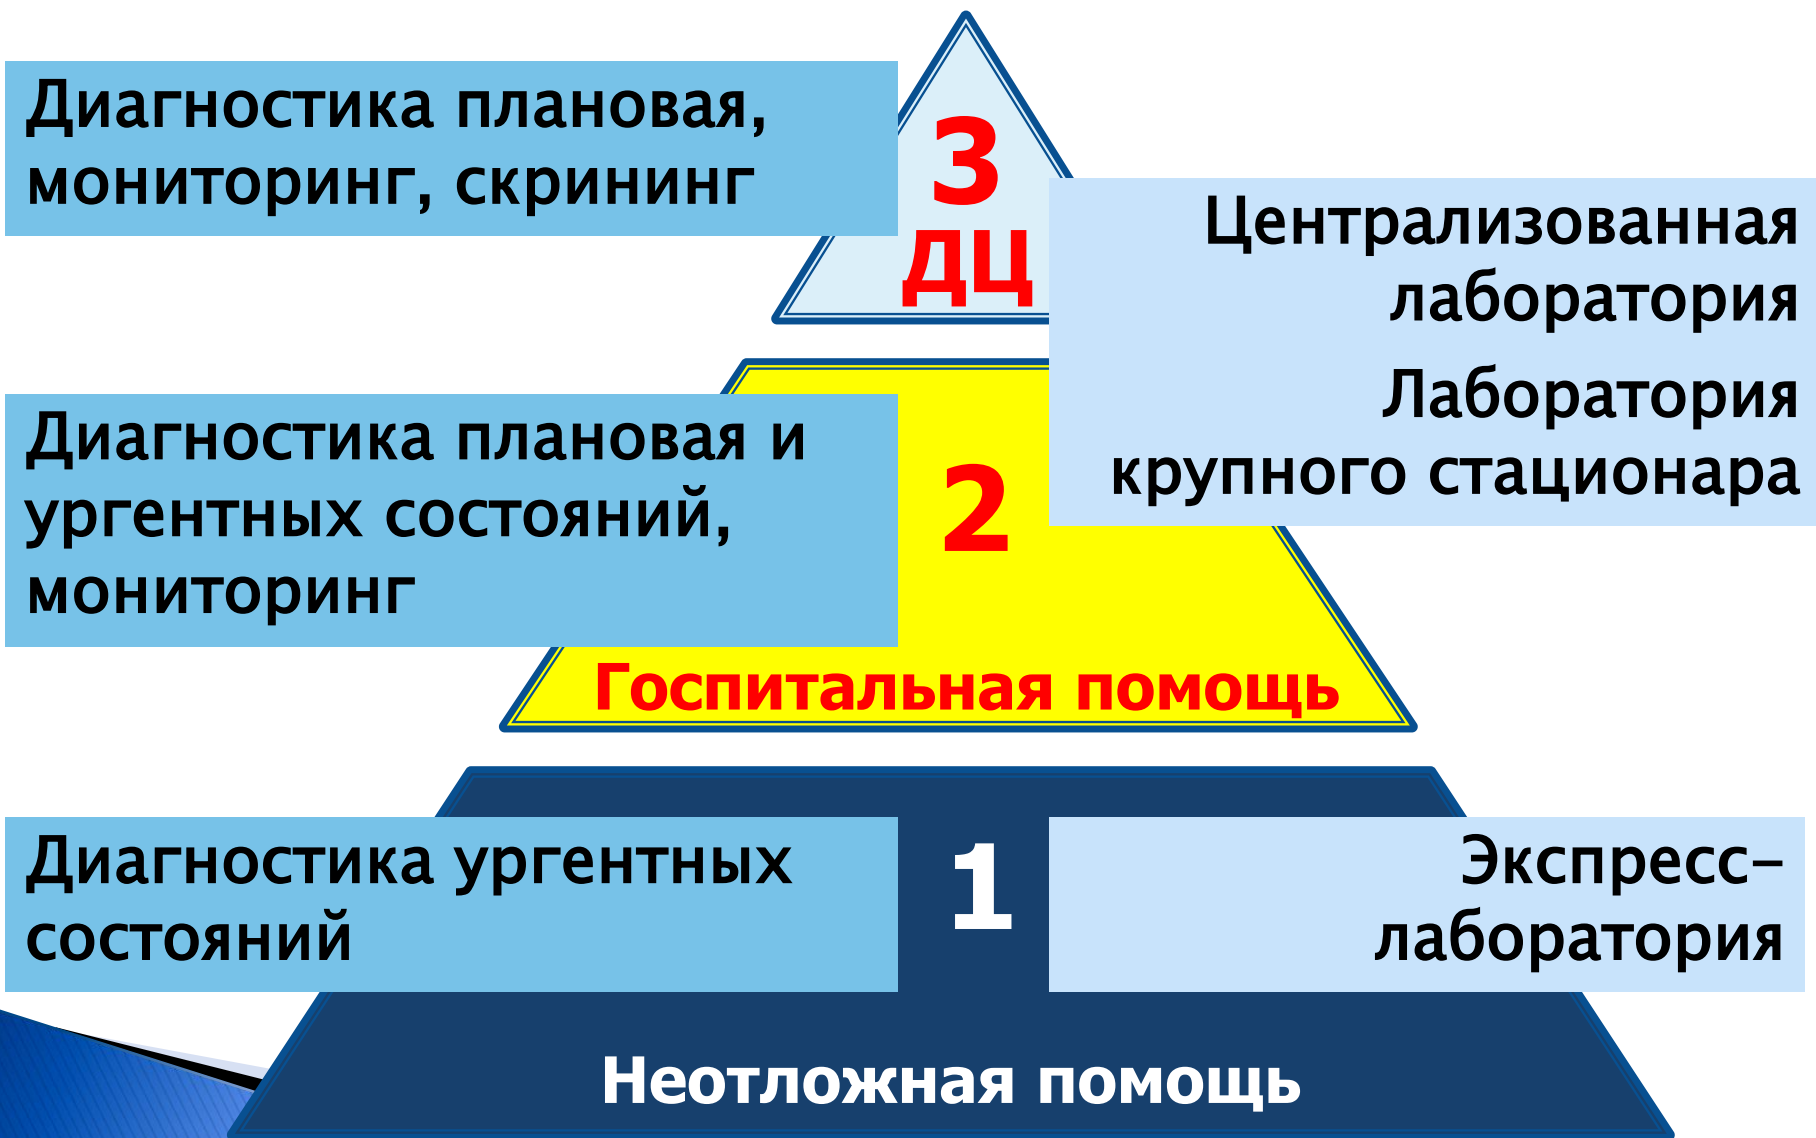 Диагностика плановая,
мониторинг, скрининг
3
ДЦ
Централизованная
лаборатория
Лаборатория
крупного стационара
Диагностика плановая и
ургентных состояний,
мониторинг
2
Госпитальная помощь
Диагностика ургентных
состояний
1
Экспресс-
лаборатория
Неотложная помощь